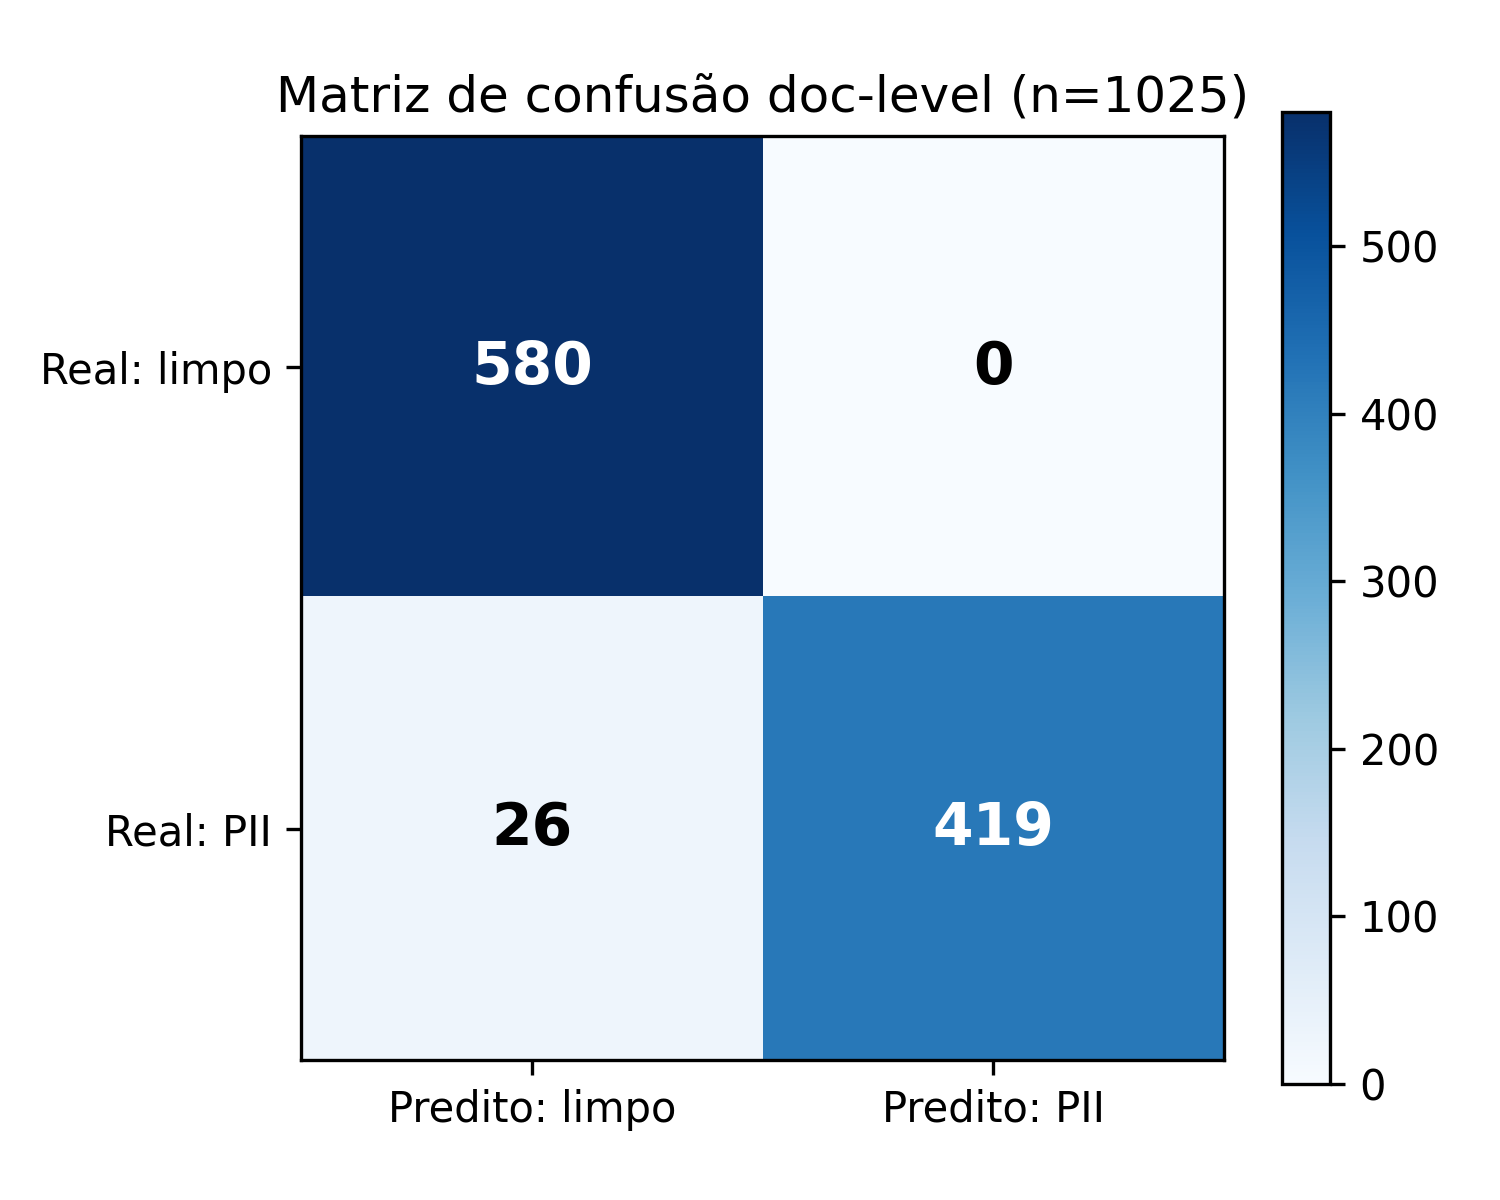 Matriz de confusão doc-level (n=1025)
Real: limpo
580
0
Real: PII
26
419
Predito: limpo
Predito: PII
500
400
300
200
100
0